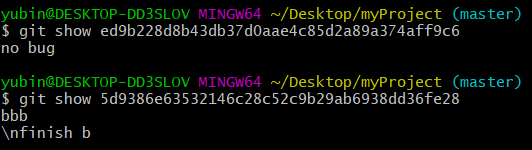 yubin@DESKTOP-DD3SLOV MINGW64 ~/Desktop/myProject (master)
$ git show ed9b228d8b43db37d0aae4c85d2a89a374aff9c6
no bug
yubin@DESKTOP-DD3SLOV MINGW64 ~/Desktop/myProject (master)
$ git show 5d9386e63532146c28c52c9b29ab6938dd36fe28
bbb
\nfinish b